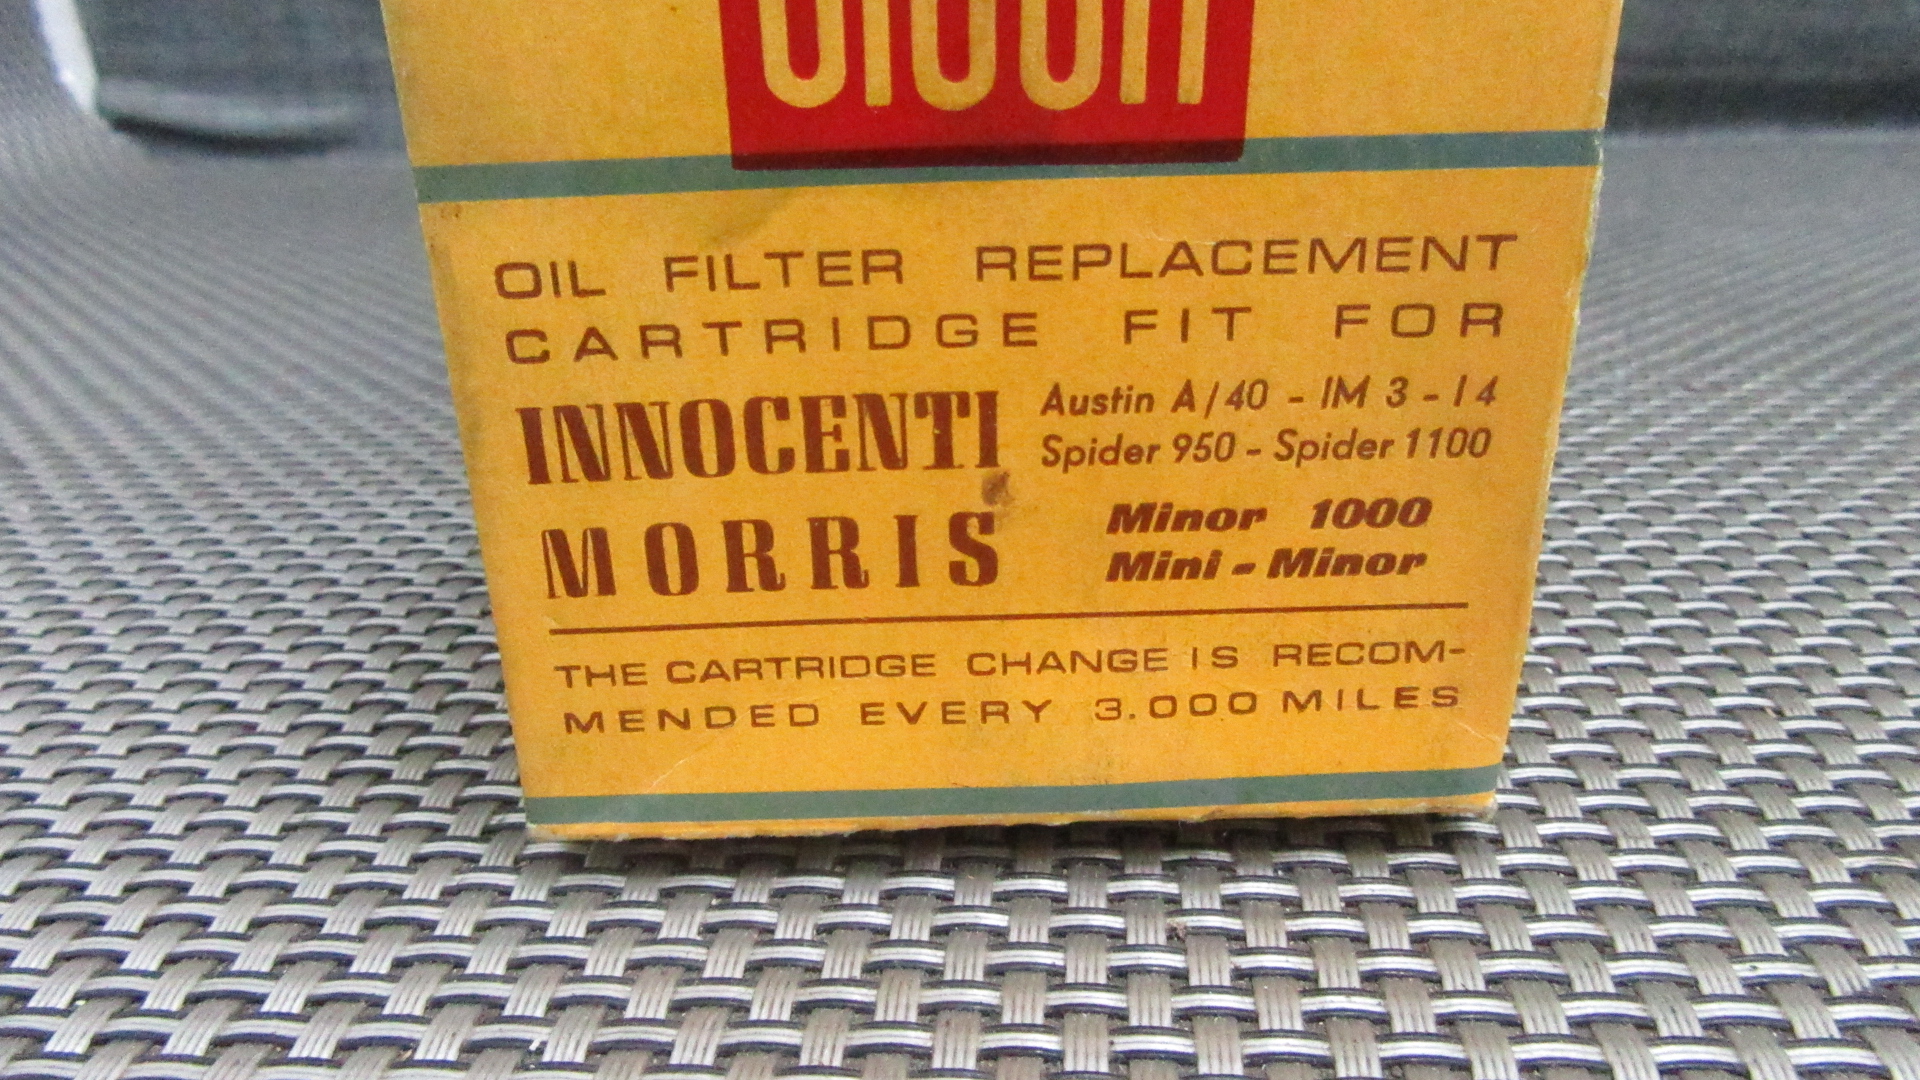 OIL FILTER REPLACEMENT
CARTRIDGE FIT FOR
INNOCENTI Austin A/40 - IM 3 - I 4
Spider 950 - Spider 1100
MORRIS Minor 1000
Mini - Minor
THE CARTRIDGE CHANGE IS RECOM-
MENDED EVERY 3.000 MILES